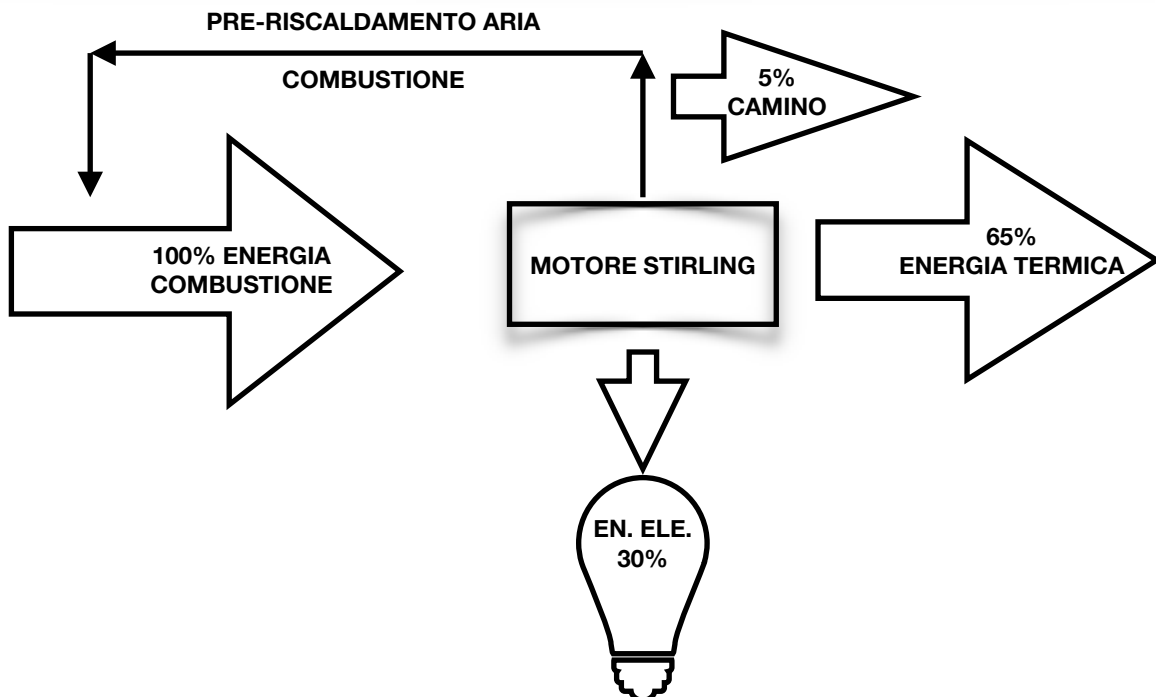 PRE-RISCALDAMENTO ARIA
COMBUSTIONE
5%
CAMINO
100% ENERGIA
COMBUSTIONE
MOTORE STIRLING
65%
ENERGIA TERMICA
EN. ELE.
30%